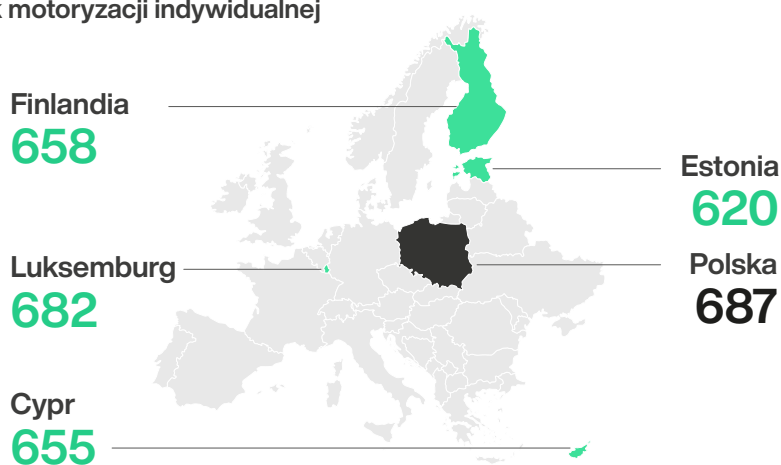 motoryzacji indywidualnej
Finlandia
658
Estonia
620
Luksemburg
682
Polska
687
Cypr
655